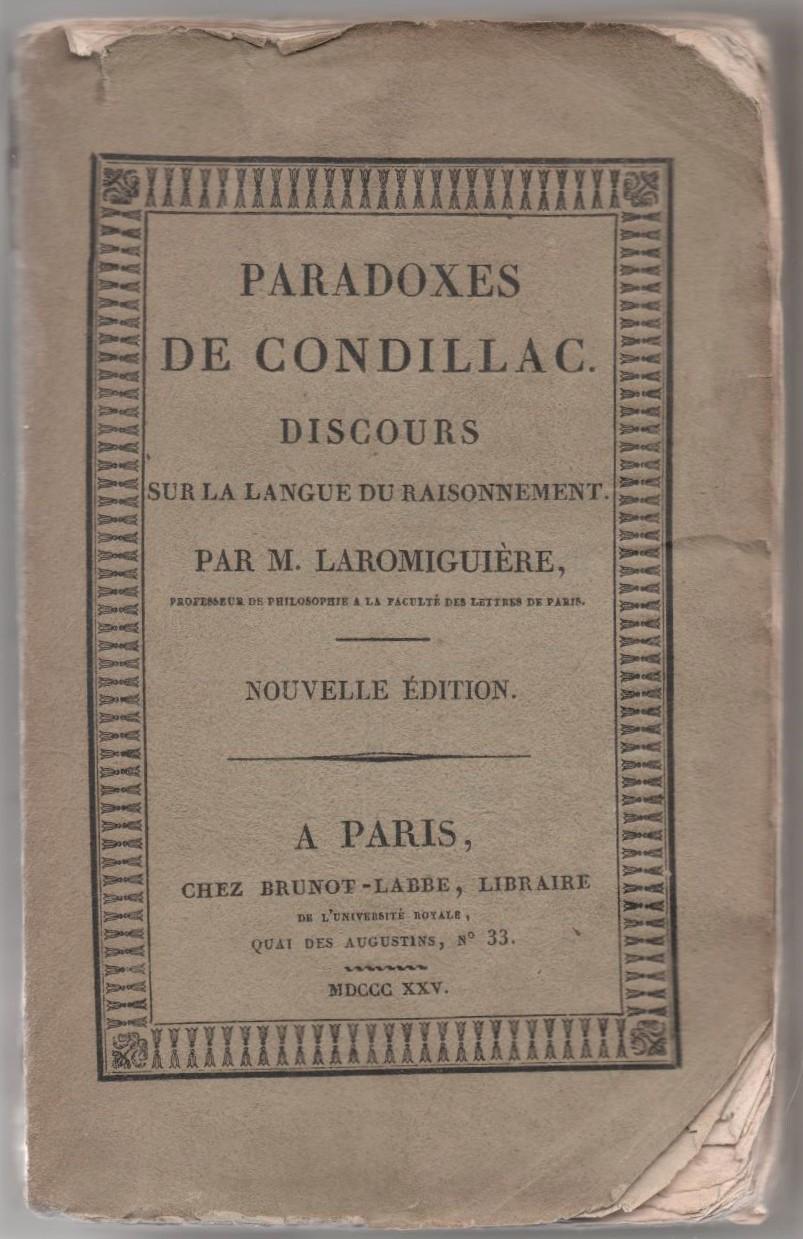 PARADOXES
DE CONDILLAC.
DISCOURS
SUR LA LANGUE DU RAISONNEMENT.
PAR M. LAROMIGUIÈRE,
PROFESSEUR DE PHILOSOPHIE A LA FACULTÉ DES LETTRES DE PARIS.
NOUVELLE ÉDITION.
A PARIS,
CHEZ BRUNOT-LABBE, LIBRAIRE
DE L'UNIVERSITÉ ROYALE,
QUAI DES AUGUSTINS, N° 33.
MDCCC XXV.